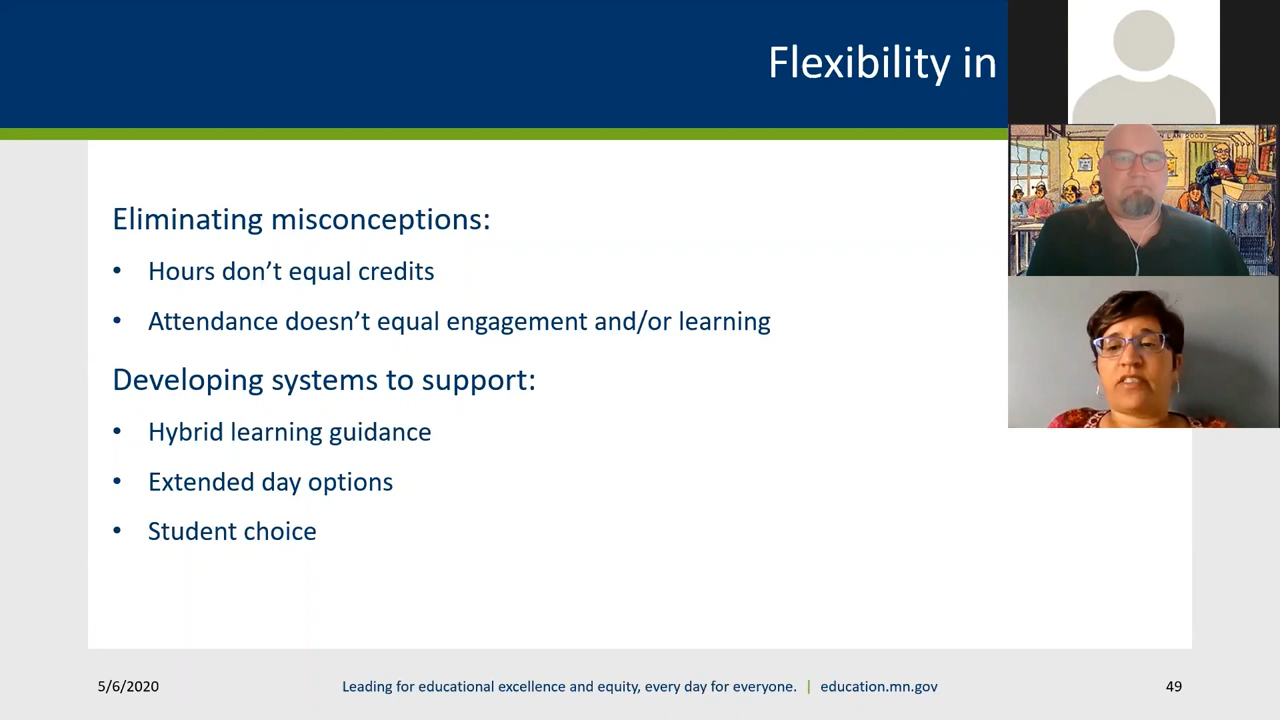 Flexibility in
Eliminating misconceptions:
• Hours don't equal credits
• Attendance doesn't equal engagement and/or learning
Developing systems to support:
• Hybrid learning guidance
• Extended day options
• Student choice
5/6/2020
Leading for educational excellence and equity, every day for everyone. | education.mn.gov
49